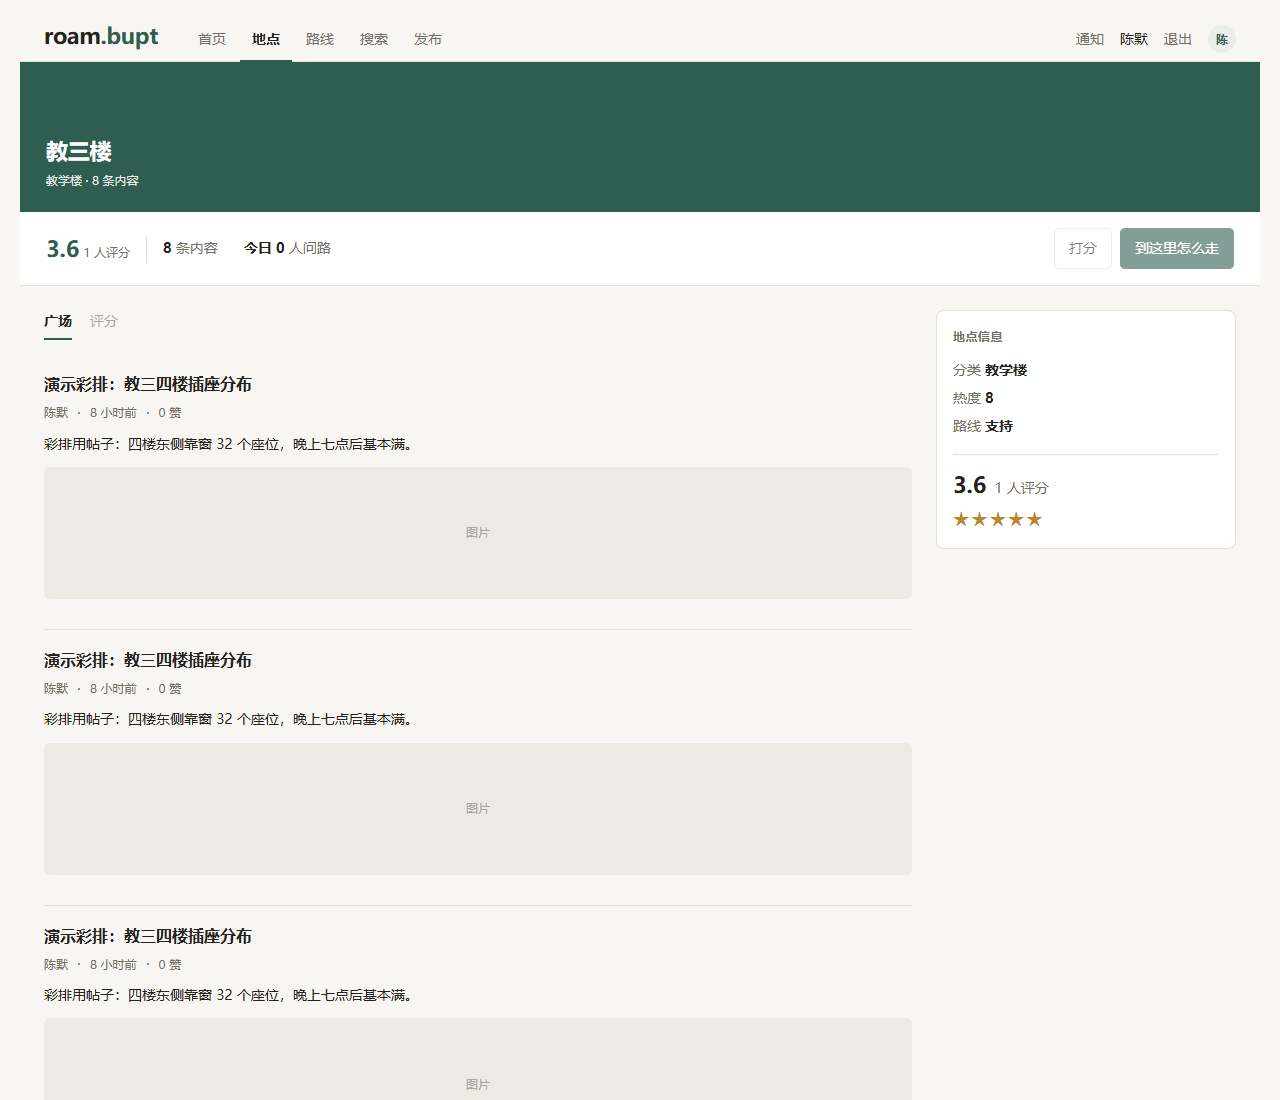 roam.bupt 首页 地点 路线 搜索 发布 通知 陈默 退出 陈
教三楼
教学楼 · 8 条内容
3.6 1 人评分 8 条内容 今日 0 人问路 打分 到这里怎么走
广场 评分
演示彩排：教三四楼插座分布
陈默 · 8 小时前 · 0 赞
彩排用帖子：四楼东侧靠窗 32 个座位，晚上七点后基本满。
图片
演示彩排：教三四楼插座分布
陈默 · 8 小时前 · 0 赞
彩排用帖子：四楼东侧靠窗 32 个座位，晚上七点后基本满。
图片
演示彩排：教三四楼插座分布
陈默 · 8 小时前 · 0 赞
彩排用帖子：四楼东侧靠窗 32 个座位，晚上七点后基本满。
图片
地点信息
分类 教学楼
热度 8
路线 支持
3.6 1 人评分
★★★★★